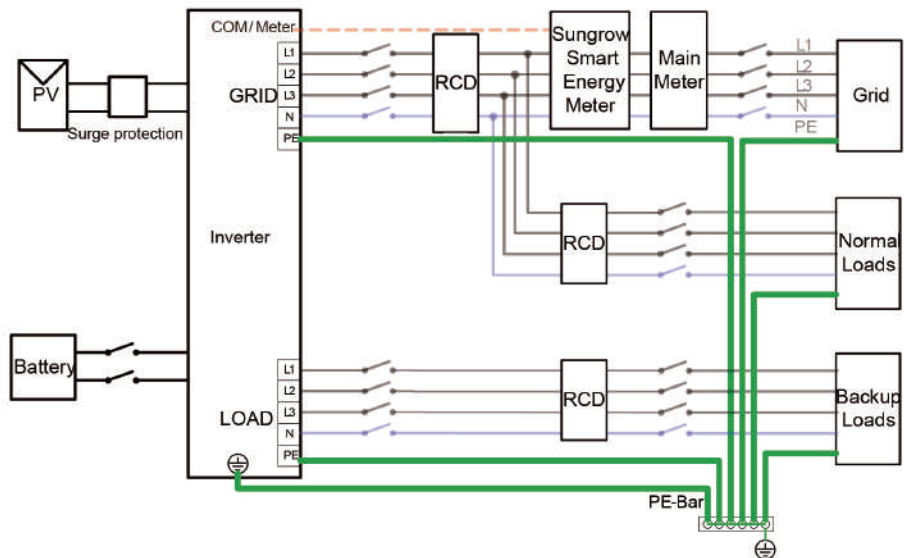 COM/Meter
L1
L2
L3
N
PE
GRID
RCD
Sungrow
Smart
Energy
Meter
Main
Meter
L1
L2
L3
N
PE
Grid
PV
Surge protection
Inverter
RCD
Normal
Loads
Battery
L1
L2
L3
N
PE
LOAD
RCD
Backup
Loads
PE-Bar